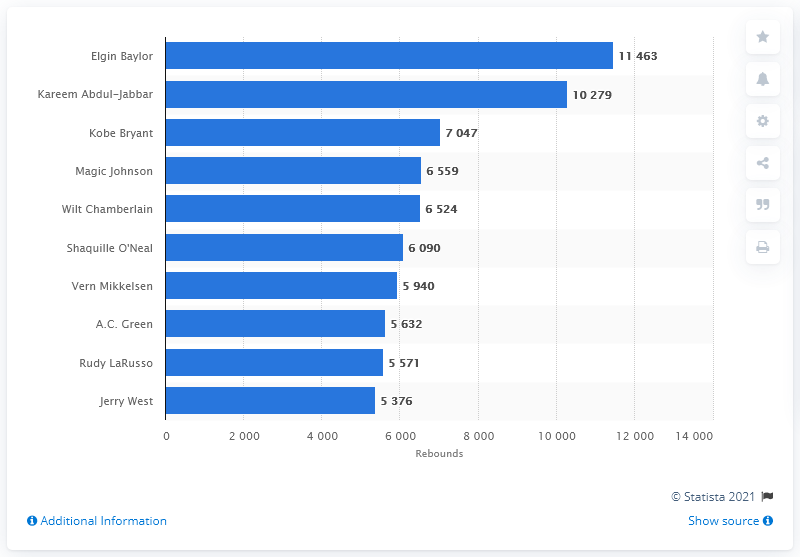 Elgin Baylor 11 463
Kareem Abdul-Jabbar 10 279
Kobe Bryant 7 047
Magic Johnson 6 559
Wilt Chamberlain 6 524
Shaquille O'Neal 6 090
Vern Mikkelsen 5 940
A.C. Green 5 632
Rudy LaRusso 5 571
Jerry West 5 376
0 2 000 4 000 6 000 8 000 10 000 12 000 14 000
Rebounds
© Statista 2021
Additional Information Show source